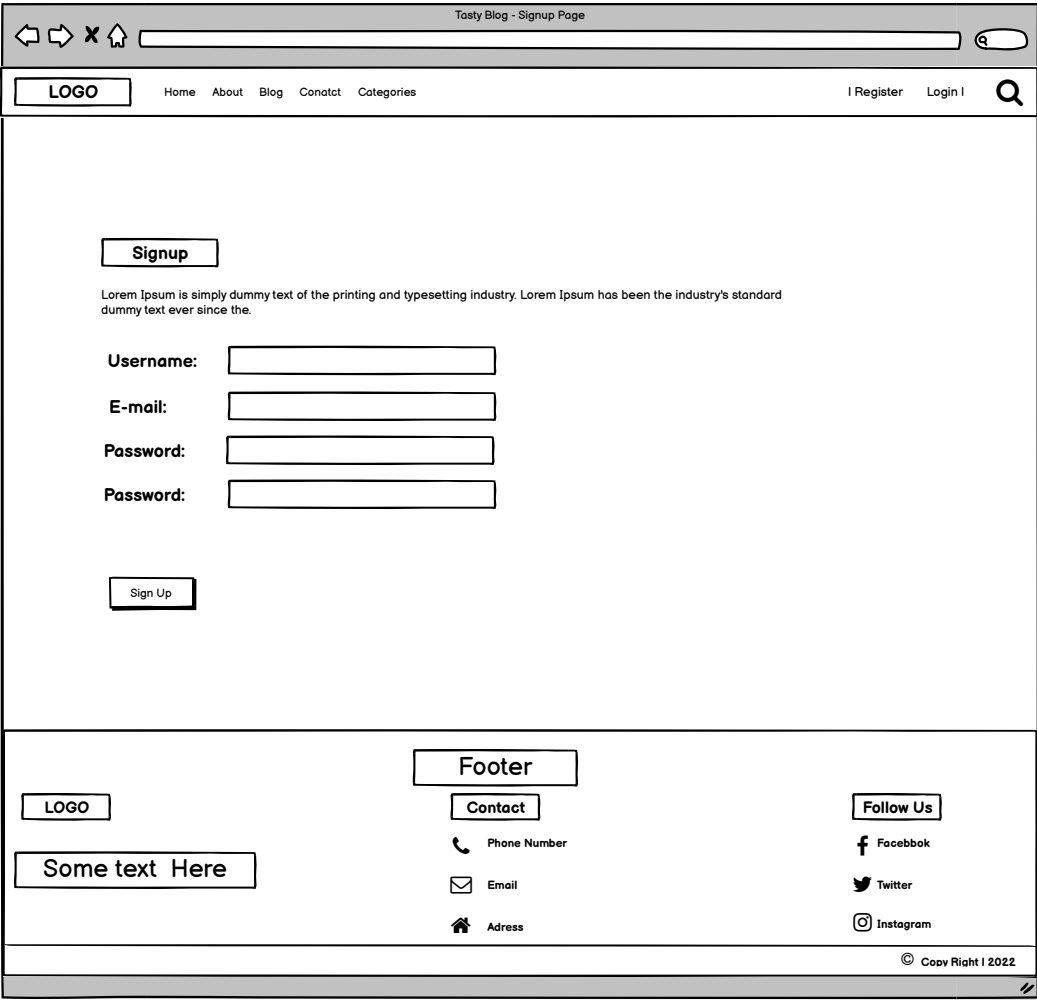 Tasty Blog - Signup Page
LOGO Home About Blog Conatct Categories | Register Login |
Signup
Lorem Ipsum is simply dummy text of the printing and typesetting industry. Lorem Ipsum has been the industry's standard
dummy text ever since the.
Username:
E-mail:
Password:
Password:
Sign Up
Footer
LOGO Contact Follow Us
Phone Number Facebbok
Some text Here
Email Twitter
Adress Instagram
© Copy Right | 2022